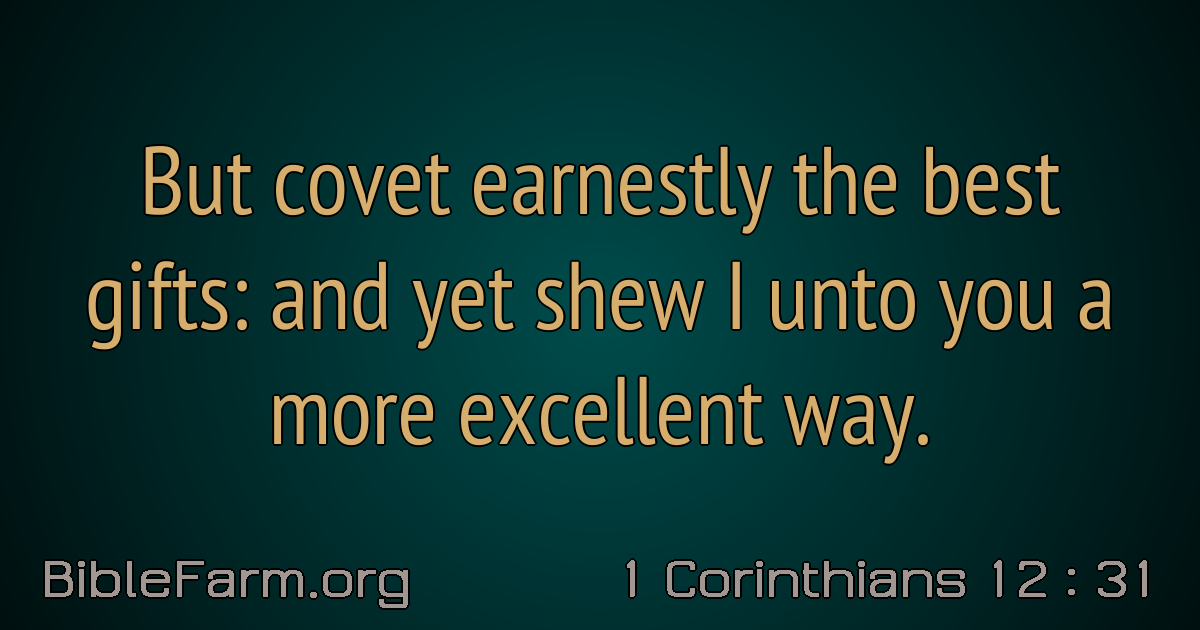 But covet earnestly the best
gifts: and yet shew I unto you a
more excellent way.
BibleFarm.org
1 Corinthians 12 : 31